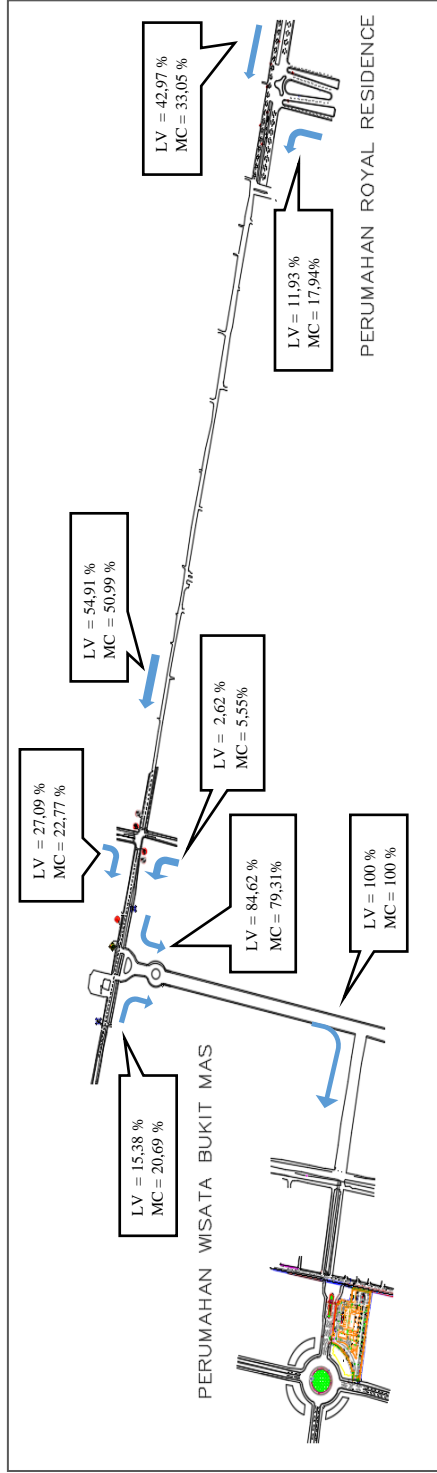 LV = 15,38 %
MC = 20,69 %
LV = 27,09 %
MC = 22,77 %
LV = 54,91 %
MC = 50,99 %
LV = 42,97 %
MC = 33,05 %
PERUMAHAN WISATA BUKIT MAS
LV = 84,62 %
MC = 79,31%
LV = 2,62 %
MC = 5,55%
LV = 11,93 %
MC = 17,94%
LV = 100 %
MC = 100 %
PERUMAHAN ROYAL RESIDENCE